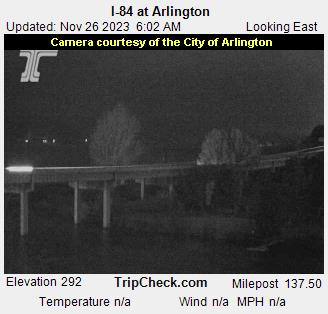 I-84 at Arlington
Updated: Nov 26 2023 6:02 AM Looking East
Camera courtesy of the City of Arlington
Elevation 292 TripCheck.com Milepost 137.50
Temperature n/a Wind n/a MPH n/a